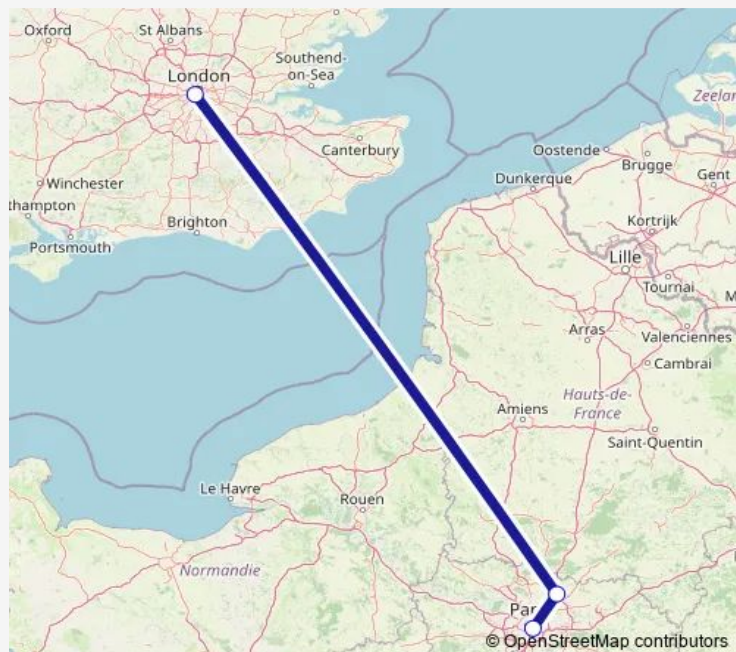 Oxford
St Albans
London
Southend-
on-Sea
Zeela
Canterbury
Oostende
Brugge
Gent
Dunkerque
Winchester
thampton
Brighton
Portsmouth
Kortrijk
Lille
Tournai
M
Arras
Valenciennes
Cambrai
Hauts-de-
France
Amiens
Saint-Quentin
Le Havre
Rouen
Normandie
Par
© OpenStreetMap contributors